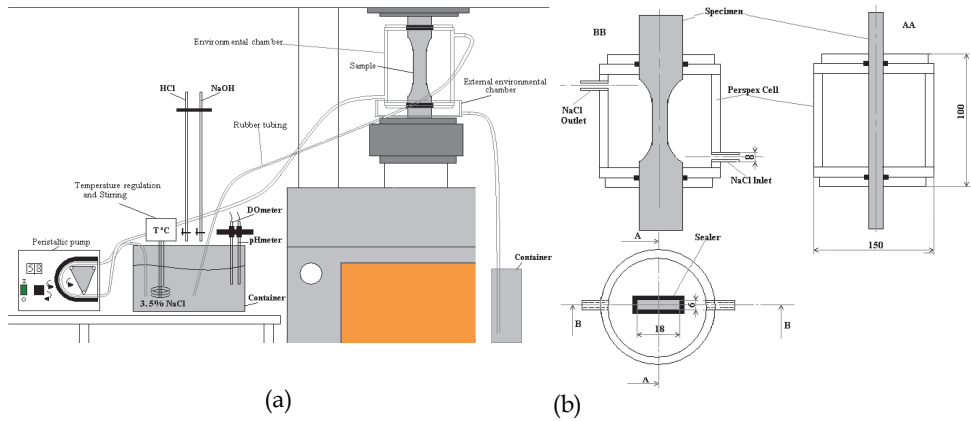 Environmental chamber
Sample
HCl
NaOH
External environmental
chamber
Rubber tubing
Temperature regulation
and Stirring
T°C
DOmeter
pHmeter
Peristaltic pump
58
I
O
3.5% NaCl
Container
Container
(a)
Specimen
BB
AA
NaCl
Outlet
Perspex Cell
100
8
NaCl Inlet
150
A
Sealer
6
18
B
B
A
(b)